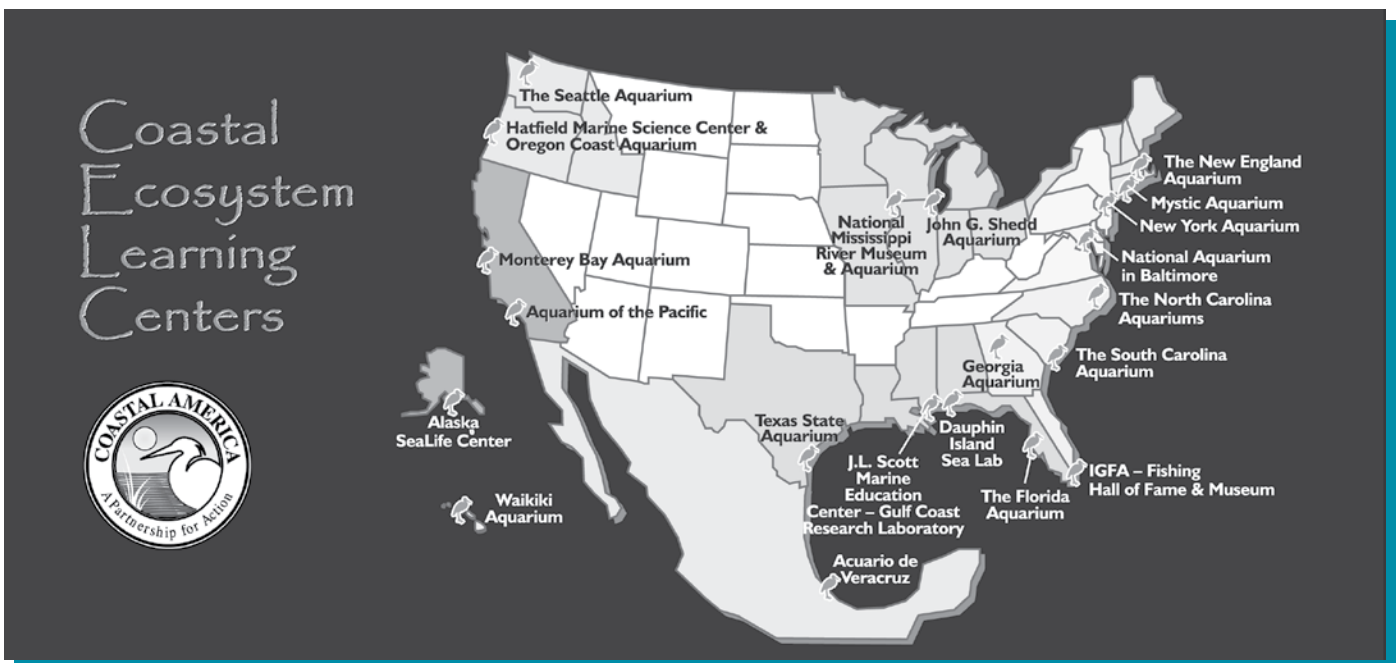 Coastal
Ecosystem
Learning
Centers
COASTAL AMERICA
A Partnership for Action
The Seattle Aquarium
Hatfield Marine Science Center &
Oregon Coast Aquarium
Monterey Bay Aquarium
Aquarium of the Pacific
Alaska
SeaLife Center
Waikiki
Aquarium
National
Mississippi
River Museum
& Aquarium
John G. Shedd
Aquarium
The New England
Aquarium
Mystic Aquarium
New York Aquarium
National Aquarium
in Baltimore
The North Carolina
Aquariums
The South Carolina
Aquarium
Georgia
Aquarium
Texas State
Aquarium
J.L. Scott
Marine
Education
Center – Gulf Coast
Research Laboratory
Dauphin
Island
Sea Lab
The Florida
Aquarium
IGFA – Fishing
Hall of Fame & Museum
Acuario de
Veracruz